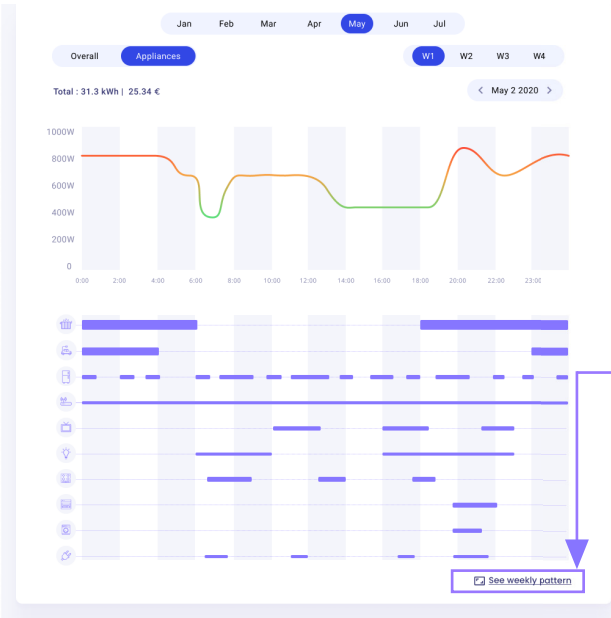 Jan Feb Mar Apr May Jun Jul
Overall Appliances W1 W2 W3 W4
Total : 31.3 kWh | 25.34 € < May 2 2020 >
1000W
800W
600W
400W
200W
0
0:00 2:00 4:00 6:00 8:00 10:00 12:00 14:00 16:00 18:00 20:00 22:00 23:00
See weekly pattern